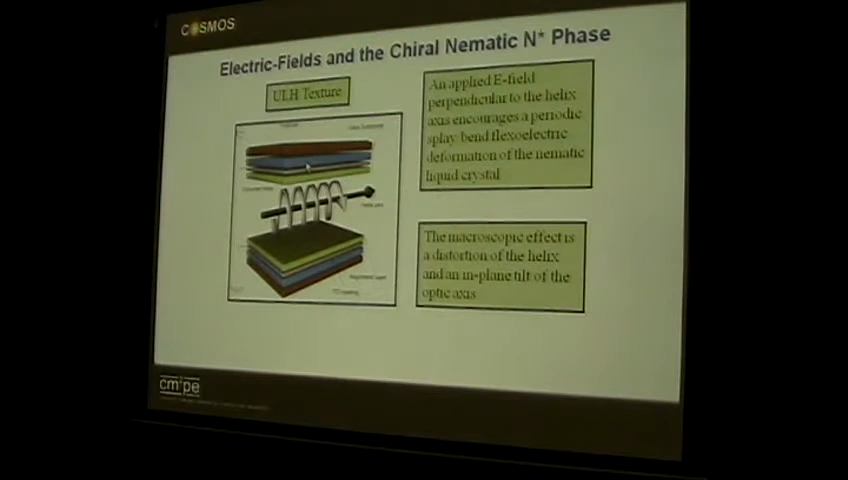 COSMOS
Electric-Fields and the Chiral Nematic N* Phase
ULH Texture
An applied E-field
perpendicular to the helix
axis encourages a periodic
splay-bend flexoelectric
deformation of the nematic
liquid crystal
The macroscopic effect is
a distortion of the helix
and an in-plane tilt of the
optic axis
cm²pe